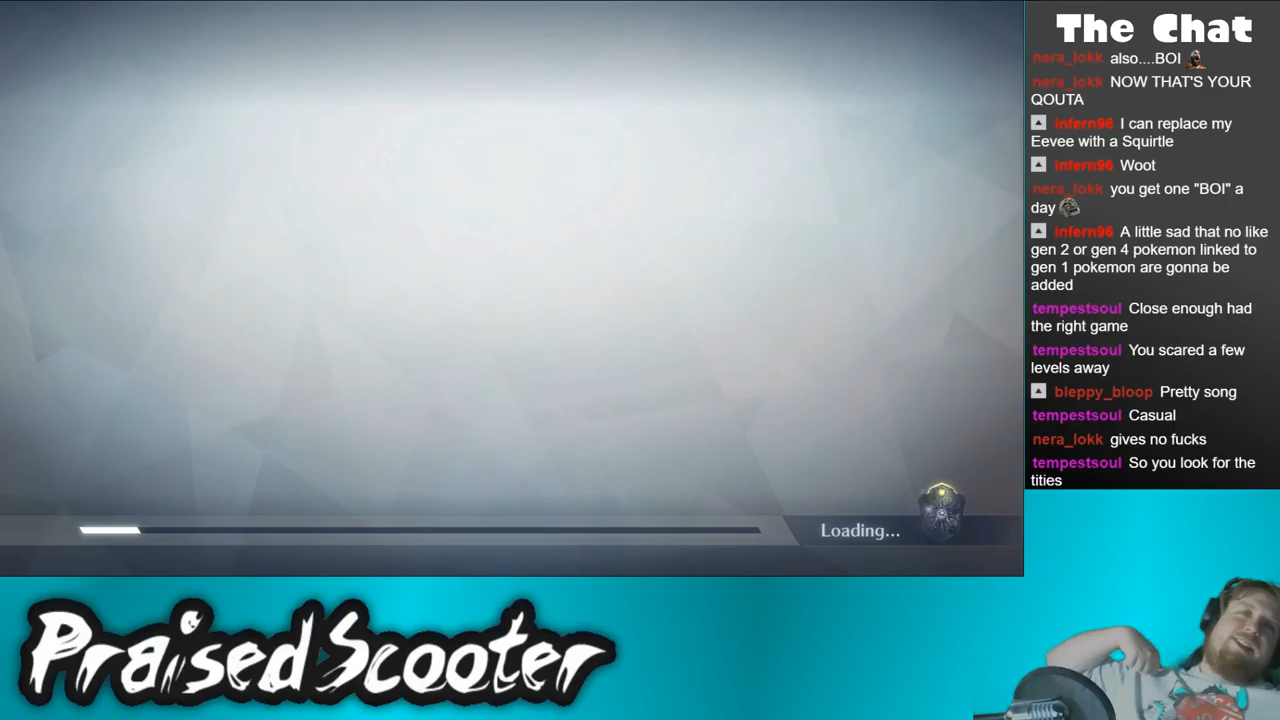 The Chat
nera_lokk also....BOI
nera_lokk NOW THAT'S YOUR
QOUTA
Infern96 I can replace my
Eevee with a Squirtle
Infern96 Woot
nera_lokk you get one "BOI" a
day
Infern96 A little sad that no like
gen 2 or gen 4 pokemon linked to
gen 1 pokemon are gonna be
added
tempestsoul Close enough had
the right game
tempestsoul You scared a few
levels away
bleppy_bloop Pretty song
tempestsoul Casual
nera_lokk gives no fucks
tempestsoul So you look for the
tities
Loading...
PraisedScooter